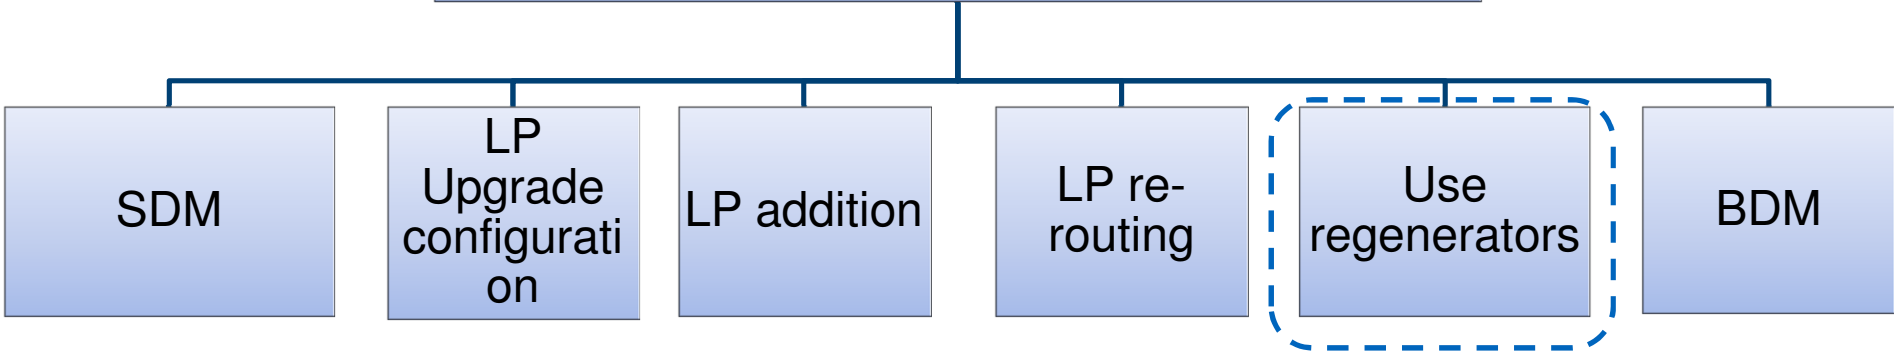 SDM
LP
Upgrade
configurati
on
LP addition
LP re-
routing
Use
regenerators
BDM